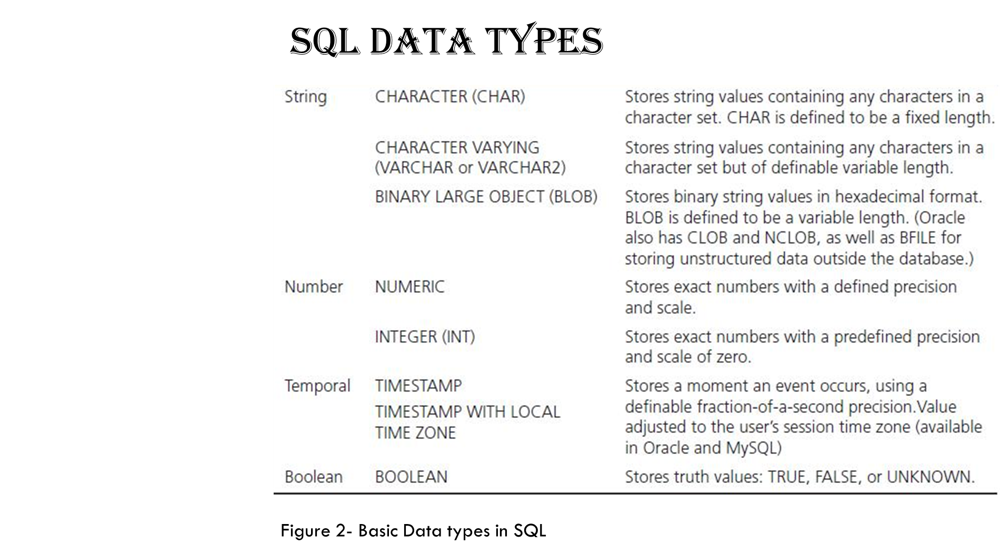 SQL DATA TYPES
String CHARACTER (CHAR) Stores string values containing any characters in a
character set. CHAR is defined to be a fixed length.
CHARACTER VARYING Stores string values containing any characters in a
(VARCHAR or VARCHAR2) character set but of definable variable length.
BINARY LARGE OBJECT (BLOB) Stores binary string values in hexadecimal format.
BLOB is defined to be a variable length. (Oracle
also has CLOB and NCLOB, as well as BFILE for
storing unstructured data outside the database.)
Number NUMERIC Stores exact numbers with a defined precision
and scale.
INTEGER (INT) Stores exact numbers with a predefined precision
and scale of zero.
Temporal TIMESTAMP Stores a moment an event occurs, using a
definable fraction-of-a-second precision.Value
TIMESTAMP WITH LOCAL adjusted to the user's session time zone (available
TIME ZONE in Oracle and MySQL)
Boolean BOOLEAN Stores truth values: TRUE, FALSE, or UNKNOWN.
Figure 2- Basic Data types in SQL